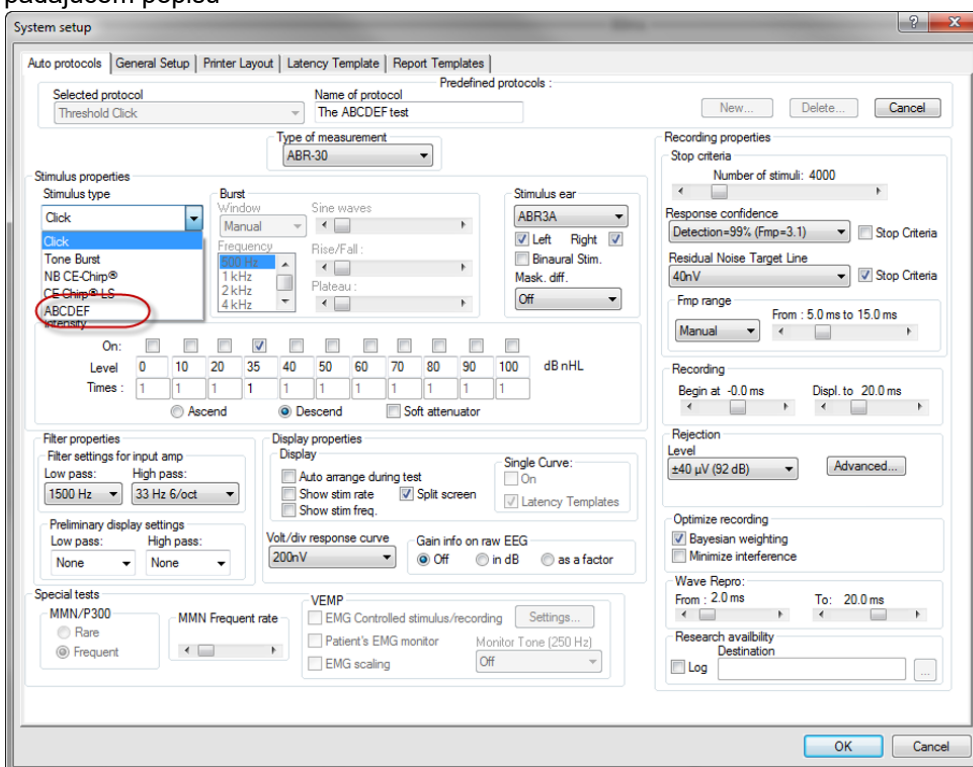 padajućem popisu
System setup
Auto protocols General Setup Printer Layout Latency Template Report Templates
Predefined protocols :
Selected protocol
Threshold Click
Name of protocol
The ABCDEF test
New... Delete... Cancel
Type of measurement
ABR-30
Stimulus properties
Stimulus type
Click
Click
Tone Burst
NB CE-Chirp®
CE-Chirp® LS
ABCDEF
Burst
Window
Manual
Sine waves
Frequency
500 Hz
1 kHz
2 kHz
4 kHz
Rise/Fall :
Plateau :
Stimulus ear
ABR3A
Left Right
Binaural Stim.
Mask. diff.
Off
Intensity
On:
Level 0 10 20 35 40 50 60 70 80 90 100 dB nHL
Times : 1 1 1 1 1 1 1 1 1 1 1
Ascend Descend Soft attenuator
Filter properties
Filter settings for input amp
Low pass: High pass:
1500 Hz 33 Hz 6/oct
Preliminary display settings
Low pass: High pass:
None None
Display properties
Display
Auto arrange during test
Show stim rate Split screen
Show stim freq.
Single Curve:
On
Latency Templates
Volt/div response curve
200nV
Gain info on raw EEG
Off in dB as a factor
Special tests
MMN/P300
Rare
Frequent
MMN Frequent rate
VEMP
EMG Controlled stimulus/recording Settings...
Patient's EMG monitor
Monitor Tone (250 Hz)
EMG scaling
Off
Recording properties
Stop criteria
Number of stimuli: 4000
Response confidence
Detection=99% (Fmp=3.1) Stop Criteria
Residual Noise Target Line
40nV Stop Criteria
Fmp range
From : 5.0 ms to 15.0 ms
Manual
Recording
Begin at -0.0 ms Displ. to 20.0 ms
Rejection
Level
±40 µV (92 dB) Advanced...
Optimize recording
Bayesian weighting
Minimize interference
Wave Repro:
From : 2.0 ms To: 20.0 ms
Research availbility
Destination
Log ...
OK Cancel